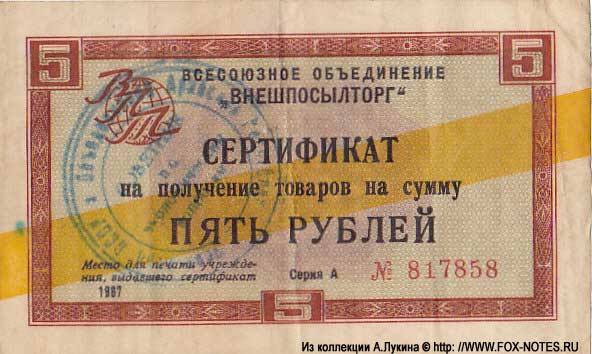 5 5
ВПТ
ВСЕСОЮЗНОЕ ОБЪЕДИНЕНИЕ
„ВНЕШПОСЫЛТОРГ“
СЕРТИФИКАТ
на получение товаров на сумму
ПЯТЬ РУБЛЕЙ
Место для печати учрежде-
ния, выдавшего сертификат
1967
Серия А № 817858
5
Из коллекции А.Лукина © http: //WWW.FOX-NOTES.RU